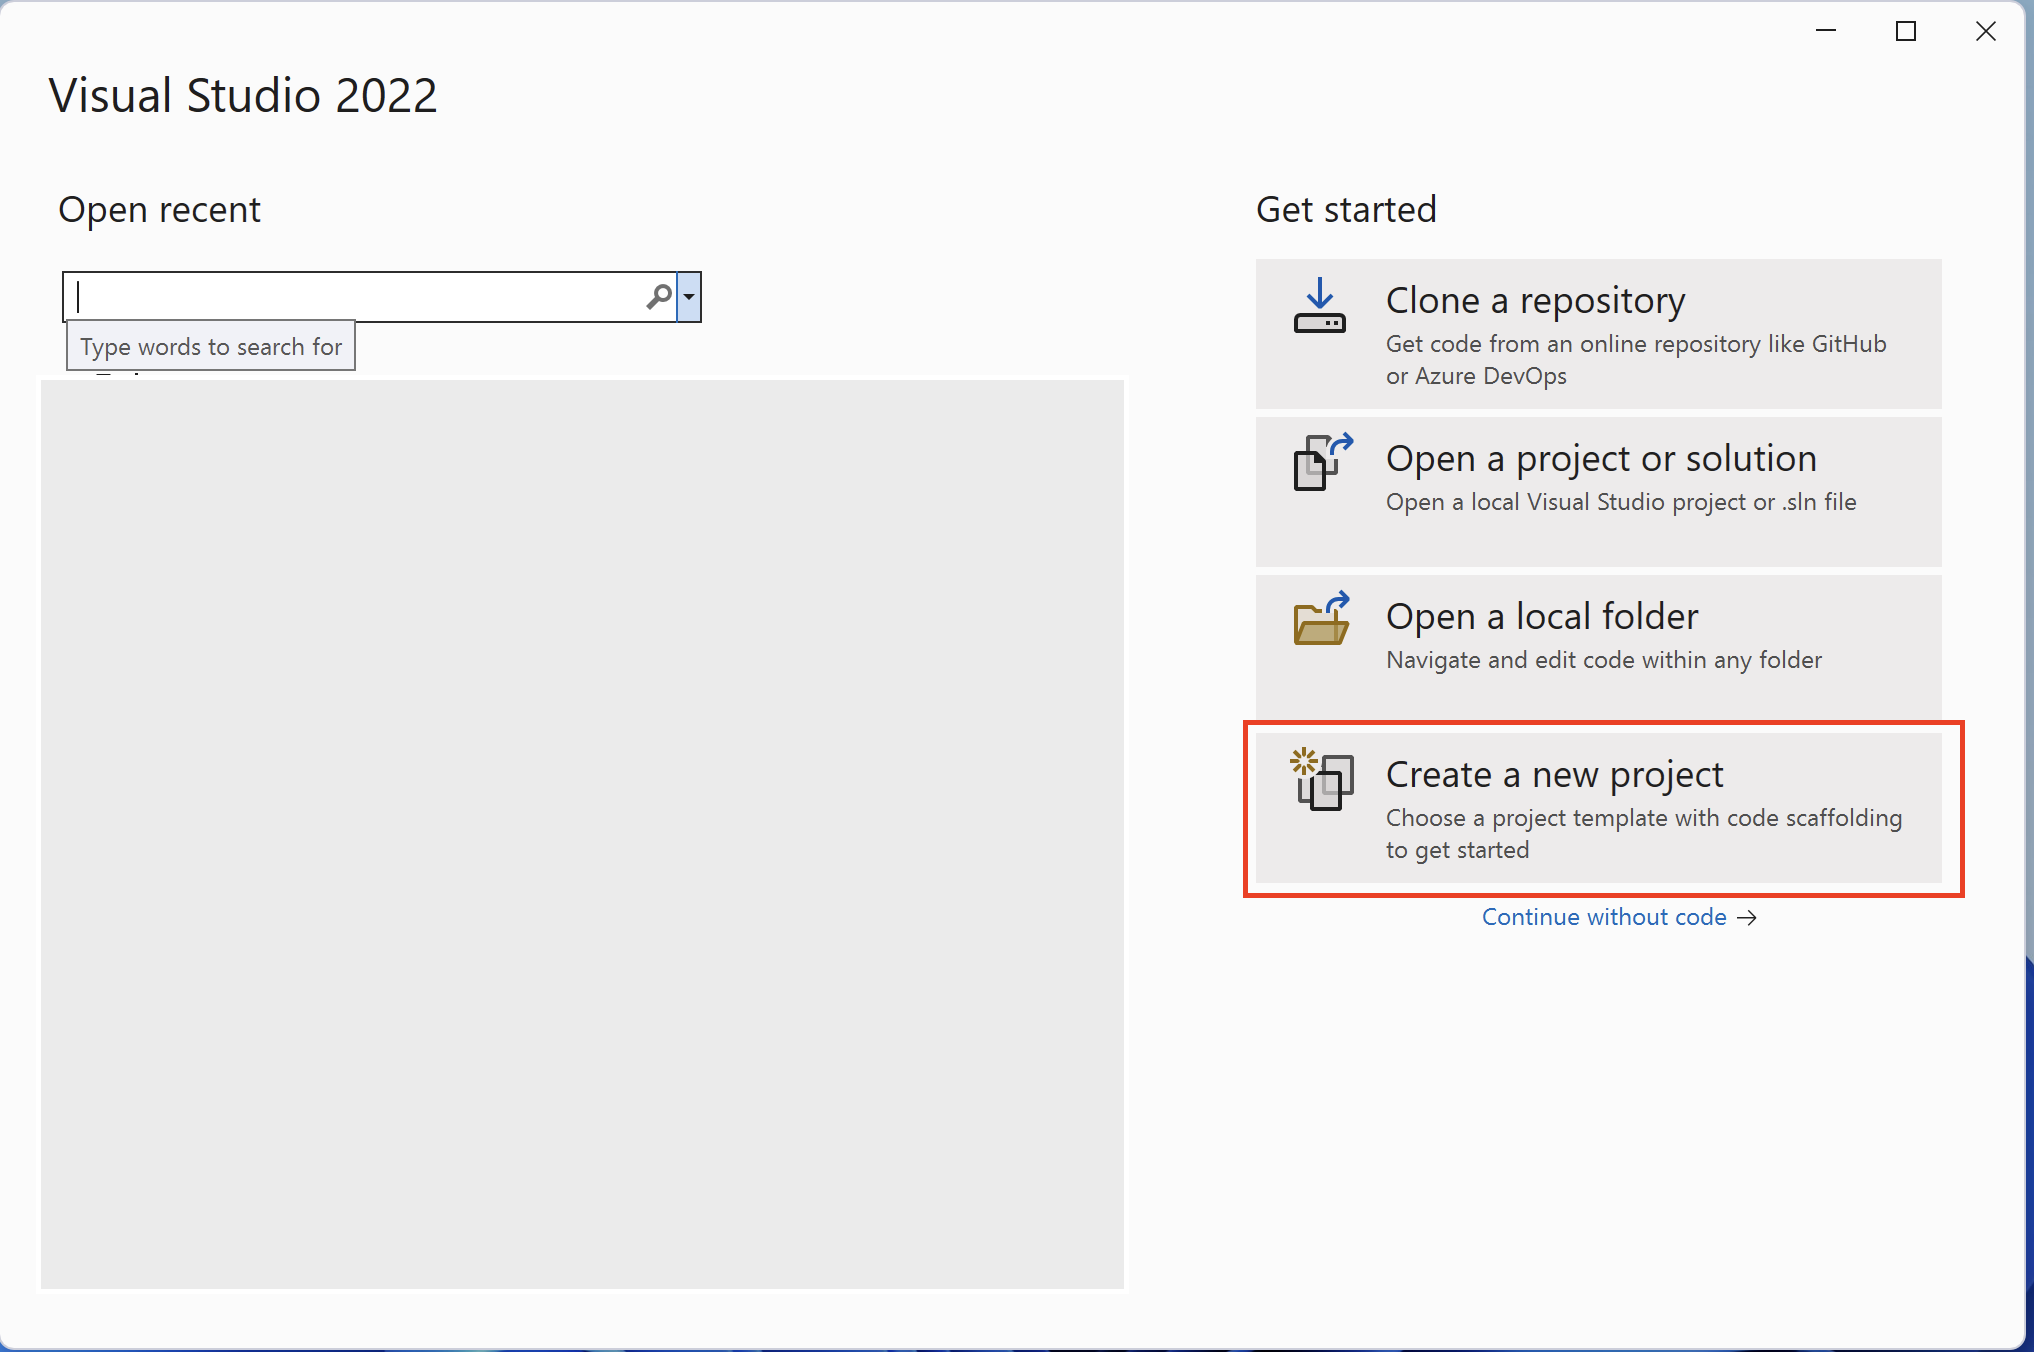 Visual Studio 2022
Open recent
Type words to search for
Get started
Clone a repository
Get code from an online repository like GitHub
or Azure DevOps
Open a project or solution
Open a local Visual Studio project or .sln file
Open a local folder
Navigate and edit code within any folder
Create a new project
Choose a project template with code scaffolding
to get started
Continue without code →